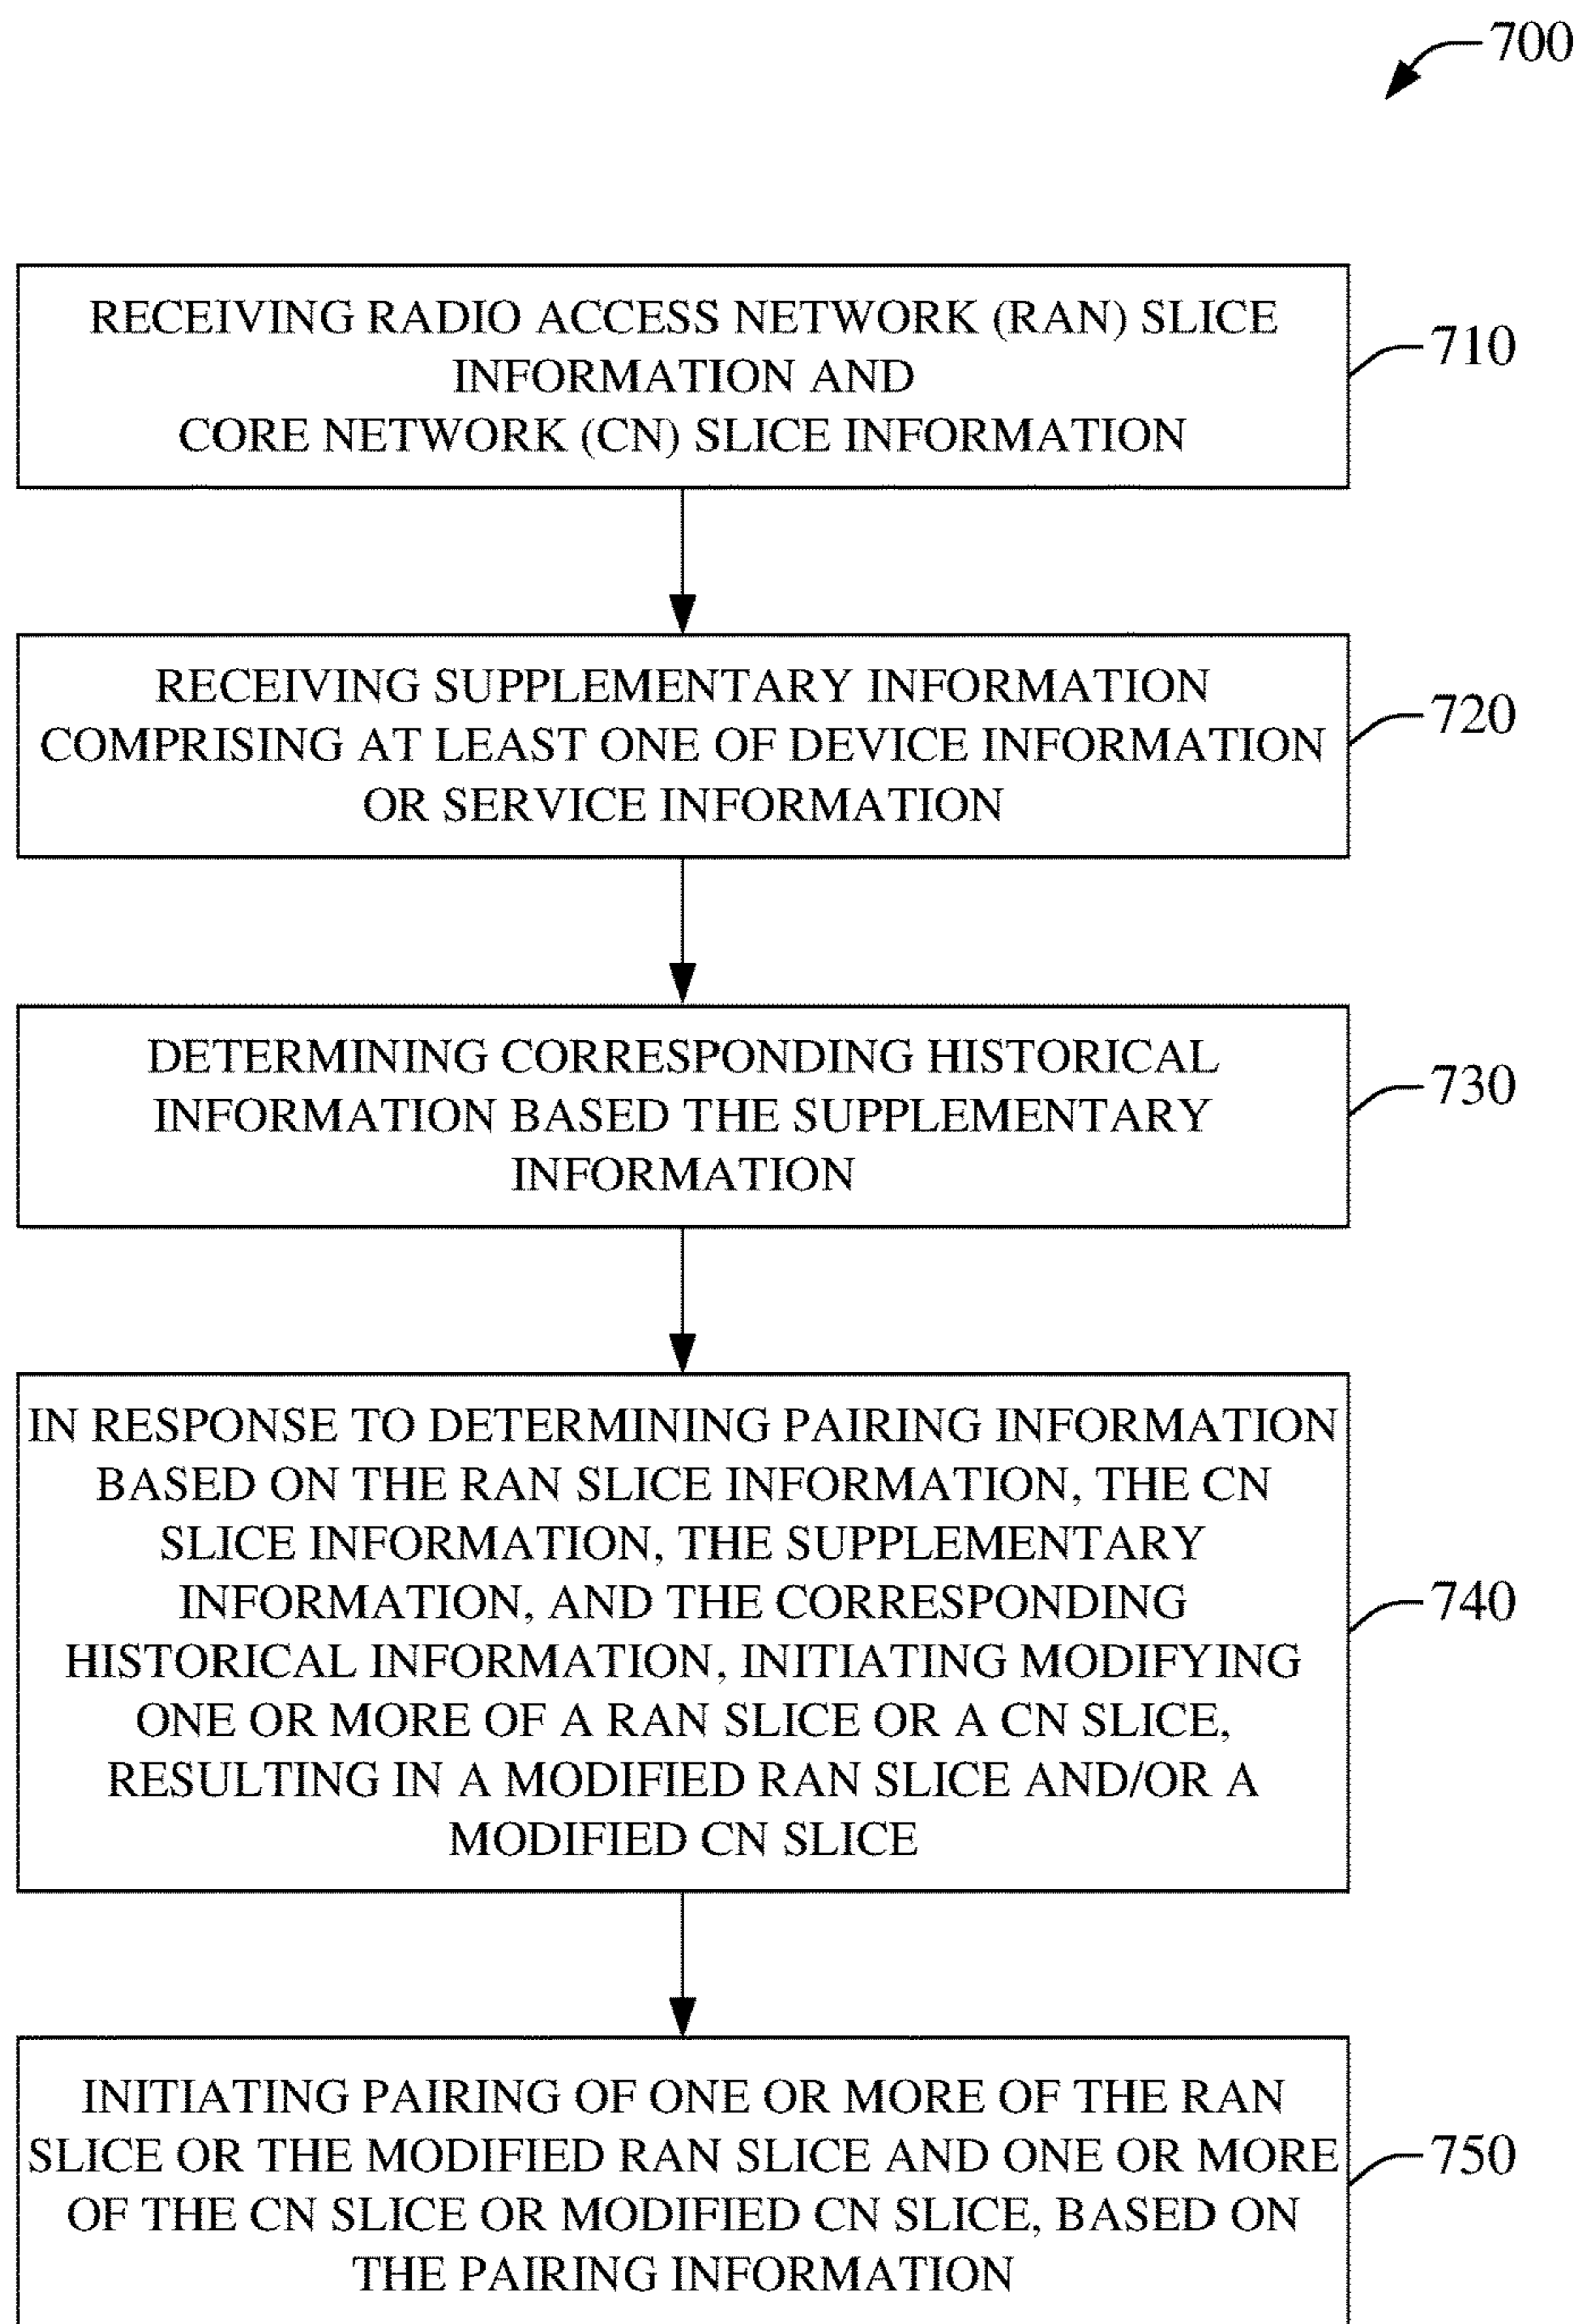 700
RECEIVING RADIO ACCESS NETWORK (RAN) SLICE
INFORMATION AND
CORE NETWORK (CN) SLICE INFORMATION
710
RECEIVING SUPPLEMENTARY INFORMATION
COMPRISING AT LEAST ONE OF DEVICE INFORMATION
OR SERVICE INFORMATION
720
DETERMINING CORRESPONDING HISTORICAL
INFORMATION BASED THE SUPPLEMENTARY
INFORMATION
730
IN RESPONSE TO DETERMINING PAIRING INFORMATION
BASED ON THE RAN SLICE INFORMATION, THE CN
SLICE INFORMATION, THE SUPPLEMENTARY
INFORMATION, AND THE CORRESPONDING
HISTORICAL INFORMATION, INITIATING MODIFYING
ONE OR MORE OF A RAN SLICE OR A CN SLICE,
RESULTING IN A MODIFIED RAN SLICE AND/OR A
MODIFIED CN SLICE
740
INITIATING PAIRING OF ONE OR MORE OF THE RAN
SLICE OR THE MODIFIED RAN SLICE AND ONE OR MORE
OF THE CN SLICE OR MODIFIED CN SLICE, BASED ON
THE PAIRING INFORMATION
750